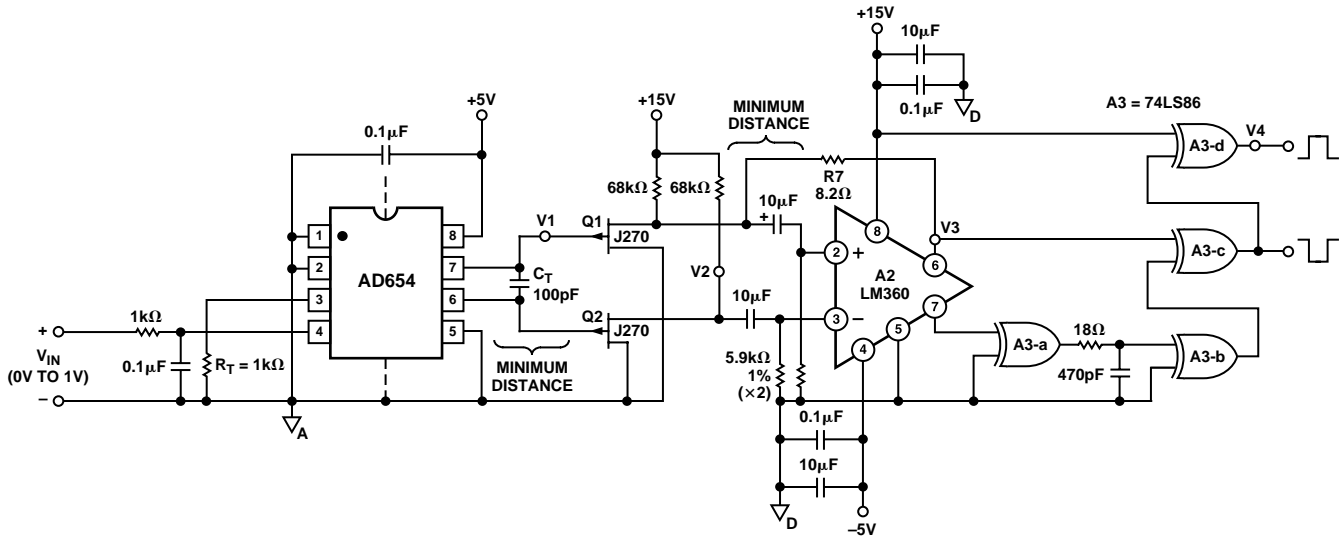 +15V
10μF
0.1μF
D
A3 = 74LS86
+5V
+15V
MINIMUM
DISTANCE
0.1μF
R7
8.2Ω
A3-d
V4
68kΩ
68kΩ
10μF
+
1
2
3
4
8
7
6
5
AD654
V1
Q1
J270
C_T
100pF
V2
Q2
J270
10μF
8
2
+
3
−
A2
LM360
6
7
5
4
V3
A3-c
1kΩ
+
V_IN
(0V TO 1V)
−
0.1μF
R_T = 1kΩ
MINIMUM
DISTANCE
5.9kΩ
1%
(×2)
A3-a
18Ω
470pF
A3-b
A
0.1μF
10μF
D
−5V